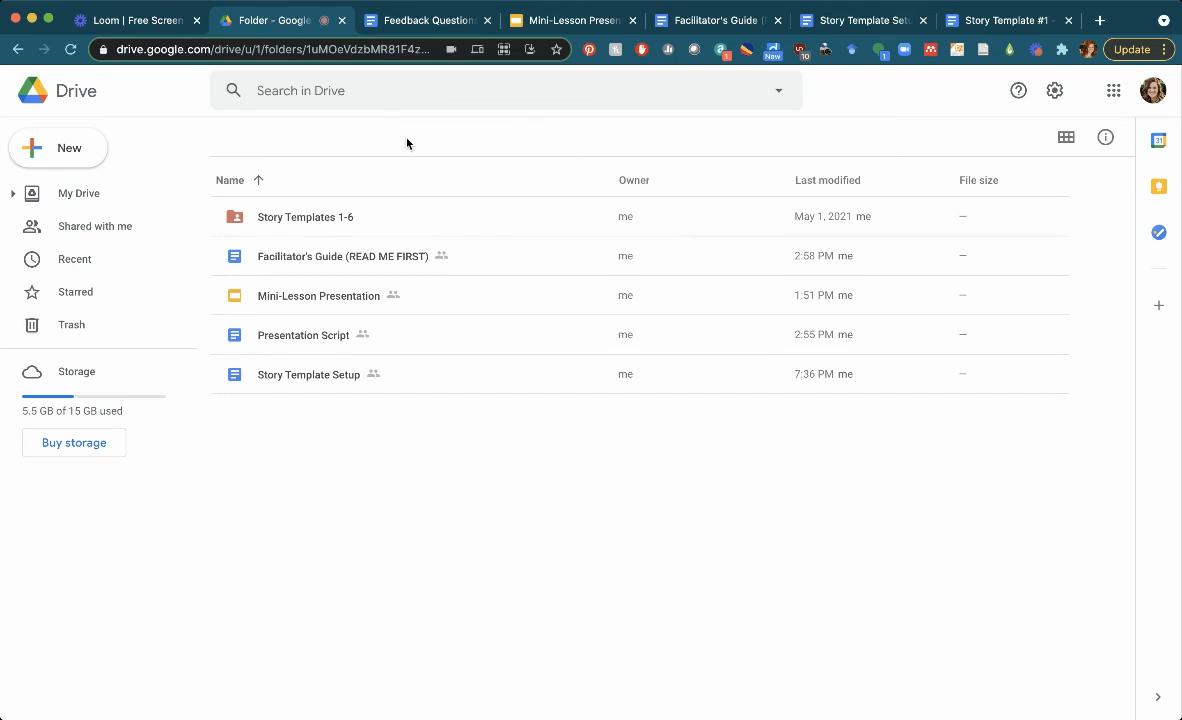 Loom | Free Screen
Folder - Google
Feedback Question
Mini-Lesson Presen
Facilitator's Guide (
Story Template Setu
Story Template #1 -
drive.google.com/drive/u/1/folders/1uMOeVdzbMR81F4z...
1
New
10
1
Update
Drive
Search in Drive
New
31
Name
Owner
Last modified
File size
My Drive
Story Templates 1-6
me
May 1, 2021 me
—
Shared with me
Facilitator's Guide (READ ME FIRST)
me
2:58 PM me
—
Recent
Starred
Mini-Lesson Presentation
me
1:51 PM me
—
Trash
Presentation Script
me
2:55 PM me
—
Storage
Story Template Setup
me
7:36 PM me
—
5.5 GB of 15 GB used
Buy storage